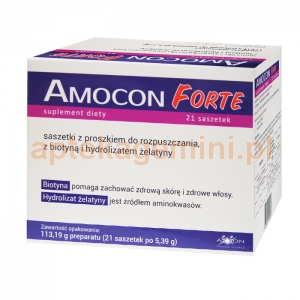 AMOCON FORTE
suplement diety
21 saszetek
saszetki z proszkiem do rozpuszczania,
z biotyną i hydrolizatem żelatyny
aptekagemini.pl
Biotyna pomaga zachować zdrową skórę i zdrowe włosy.
Hydrolizat żelatyny jest źródłem aminokwasów.
Zawartość opakowania:
113,19 g preparatu (21 saszetek po 5,39 g)